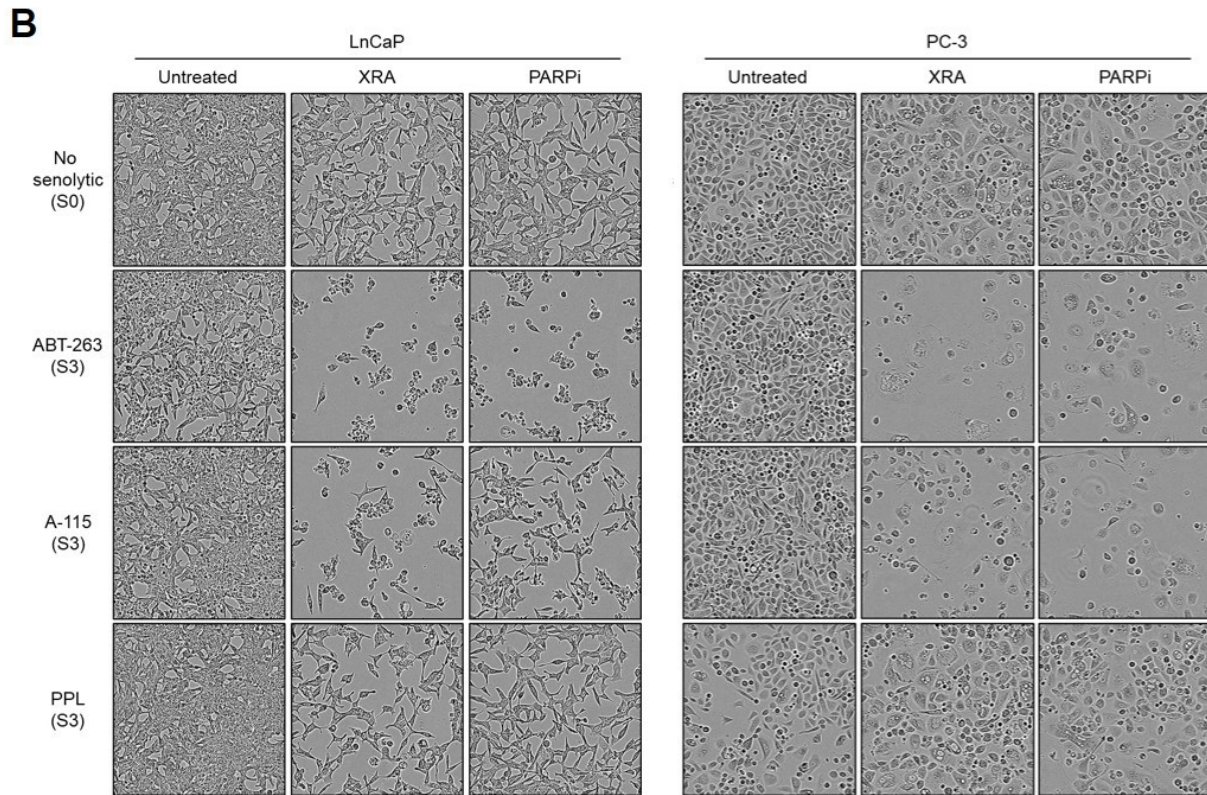 B
LnCaP
PC-3
Untreated XRA PARPi
Untreated XRA PARPi
No
senolytic
(S0)
ABT-263
(S3)
A-115
(S3)
PPL
(S3)